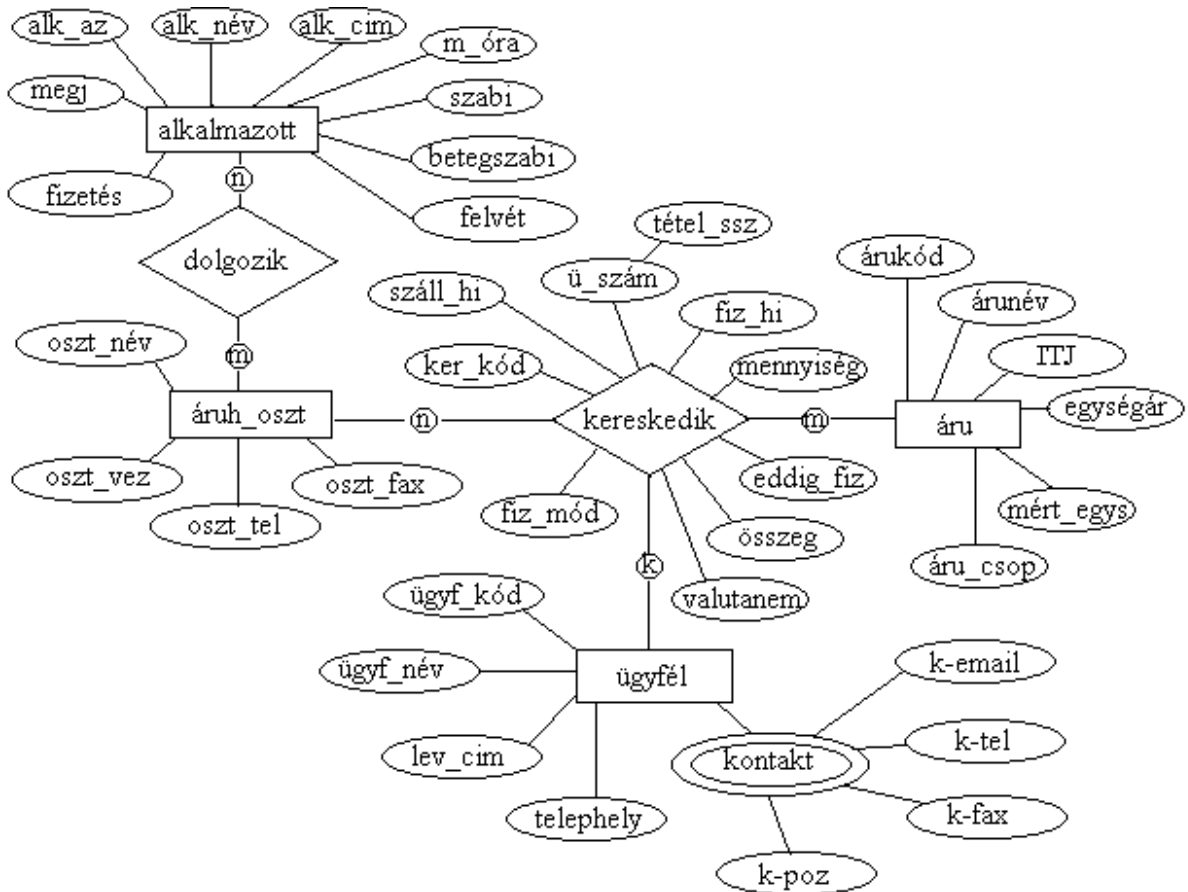 alk_az
alk_név
alk_cim
m_óra
megj
szabi
alkalmazott
betegszabi
fizetés
n
felvét
tétel_ssz
dolgozik
árukód
ü_szám
száll_hi
árunév
fiz_hi
oszt_név
m
ITJ
ker_kód
mennyiség
egységár
áruh_oszt
n
kereskedik
m
áru
oszt_vez
oszt_fax
eddig_fiz
fiz_mód
mért_egys
oszt_tel
összeg
k
áru_csop
ügyf_kód
valutanem
ügyf_név
ügyfél
k-email
lev_cim
kontakt
k-tel
telephely
k-fax
k-poz